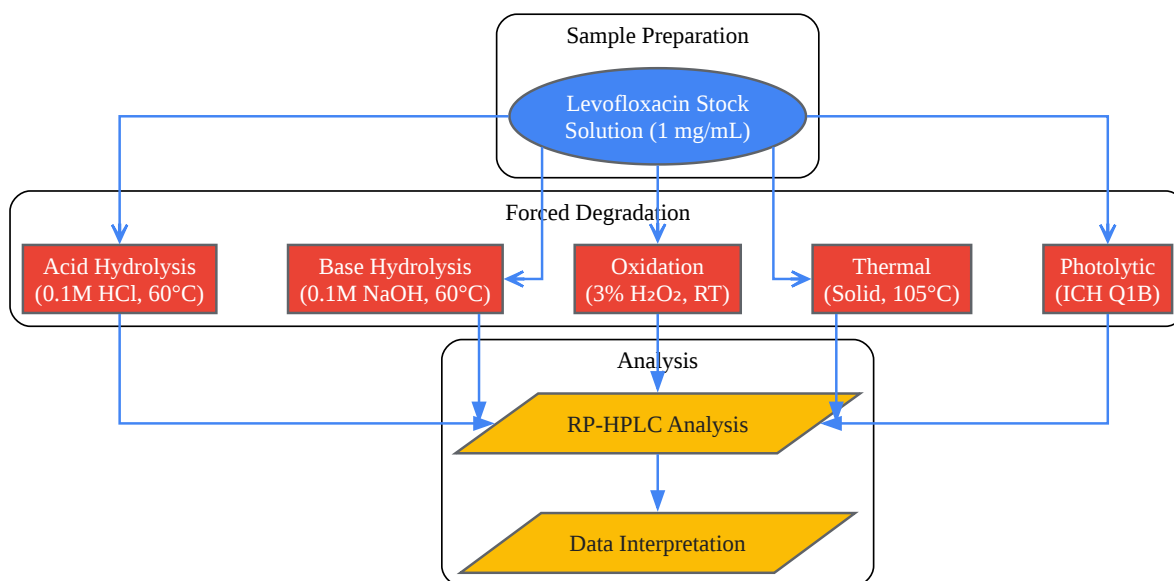 Sample Preparation
Levofloxacin Stock
Solution (1 mg/mL)
Forced Degradation
Acid Hydrolysis
(0.1M HCl, 60°C)
Base Hydrolysis
(0.1M NaOH, 60°C)
Oxidation
(3% H₂O₂, RT)
Thermal
(Solid, 105°C)
Photolytic
(ICH Q1B)
Analysis
RP-HPLC Analysis
Data Interpretation